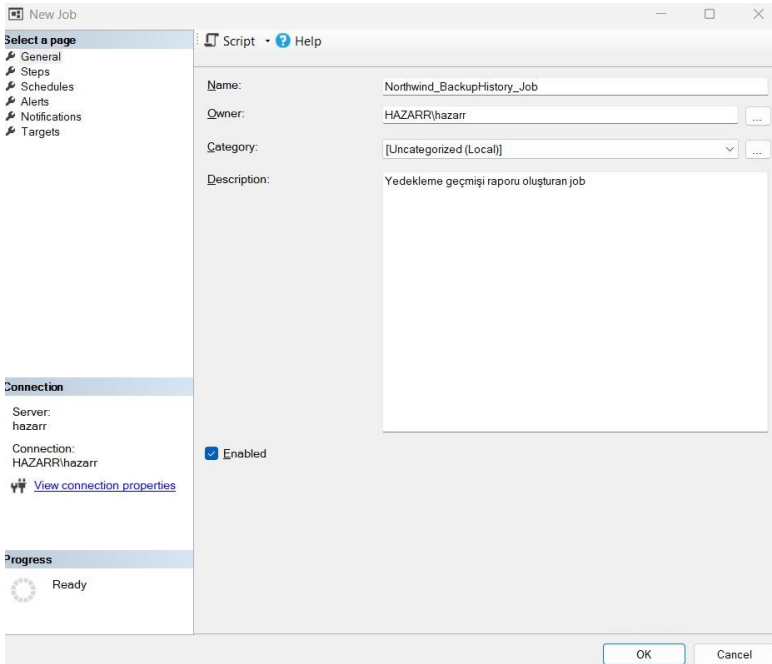 New Job
Select a page
General
Steps
Schedules
Alerts
Notifications
Targets
Script
Help
Name:
Northwind_BackupHistory_Job
Owner:
HAZARR\hazarr
...
Category:
[Uncategorized (Local)]
...
Description:
Yedekleme geçmişi raporu oluşturan job
Enabled
Connection
Server:
hazarr
Connection:
HAZARR\hazarr
View connection properties
Progress
Ready
OK
Cancel